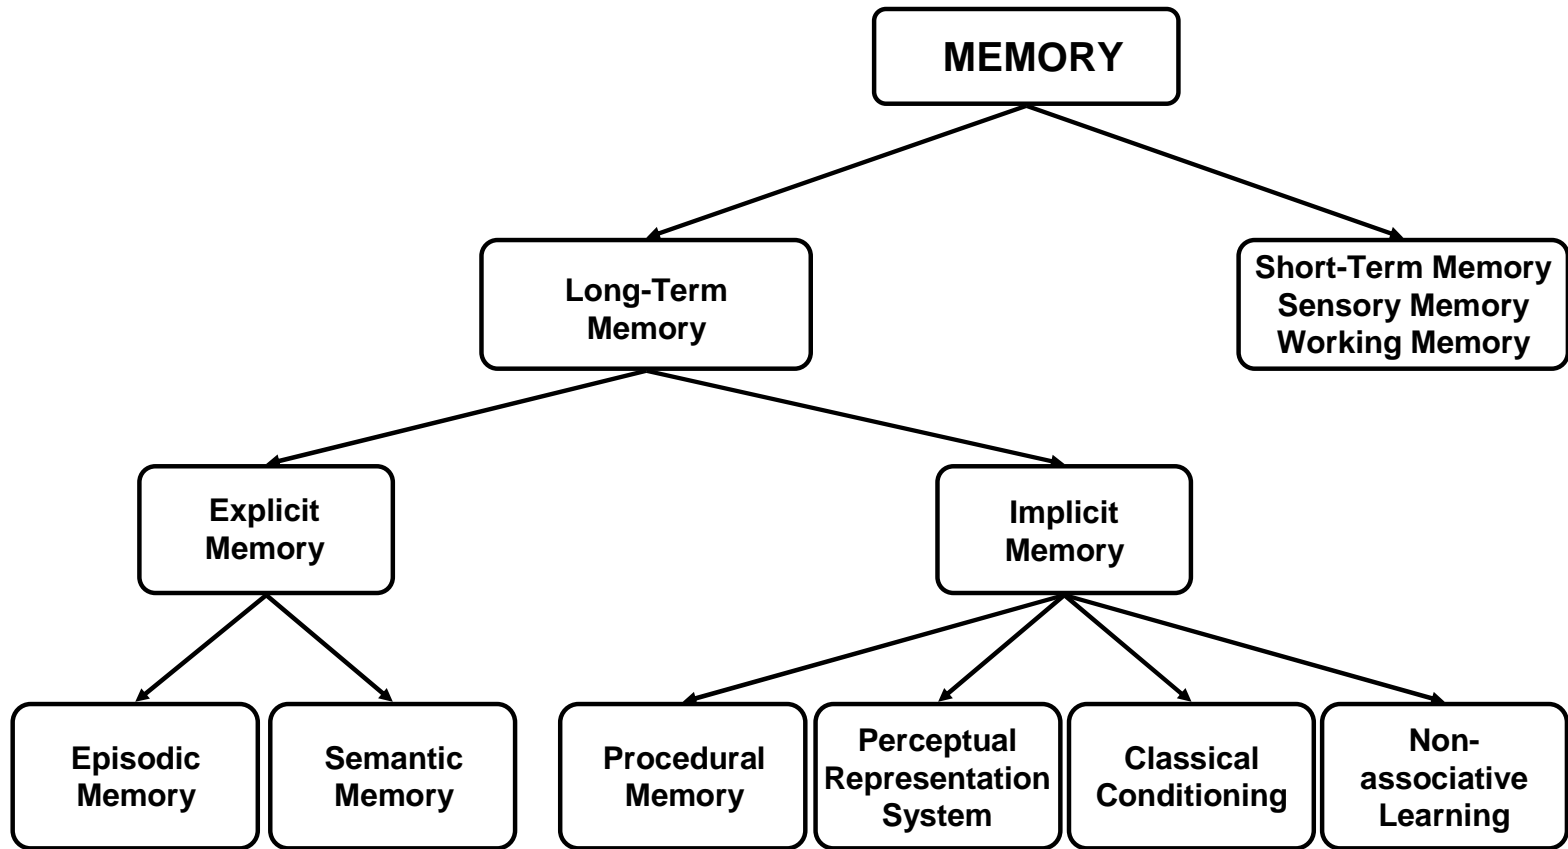 MEMORY
Long-Term
Memory
Short-Term Memory
Sensory Memory
Working Memory
Explicit
Memory
Implicit
Memory
Episodic
Memory
Semantic
Memory
Procedural
Memory
Perceptual
Representation
System
Classical
Conditioning
Non-
associative
Learning